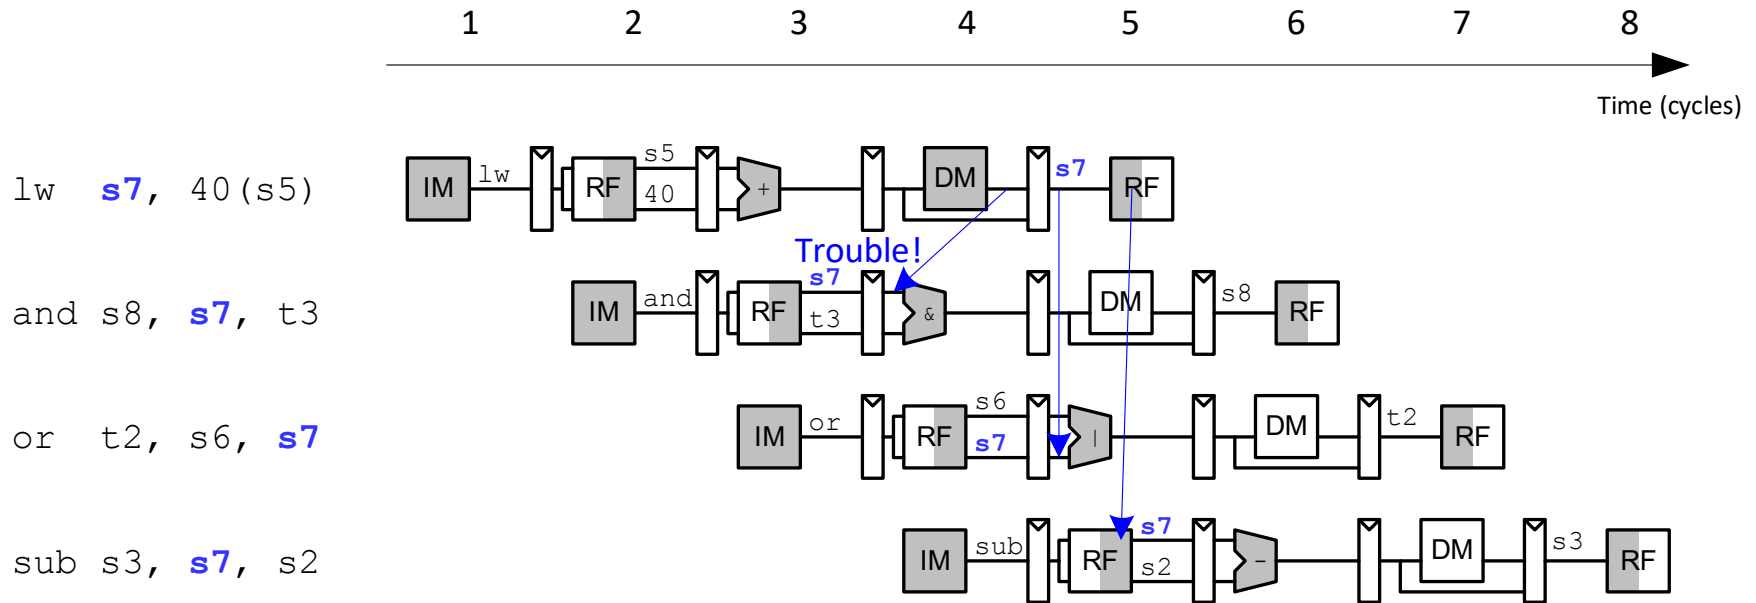 1 2 3 4 5 6 7 8
Time (cycles)
lw s7, 40(s5) IM lw RF s5 40 + DM s7 RF
Trouble!
and s8, s7, t3 IM and RF s7 t3 & DM s8 RF
or t2, s6, s7 IM or RF s6 s7 | DM t2 RF
sub s3, s7, s2 IM sub RF s7 s2 - DM s3 RF